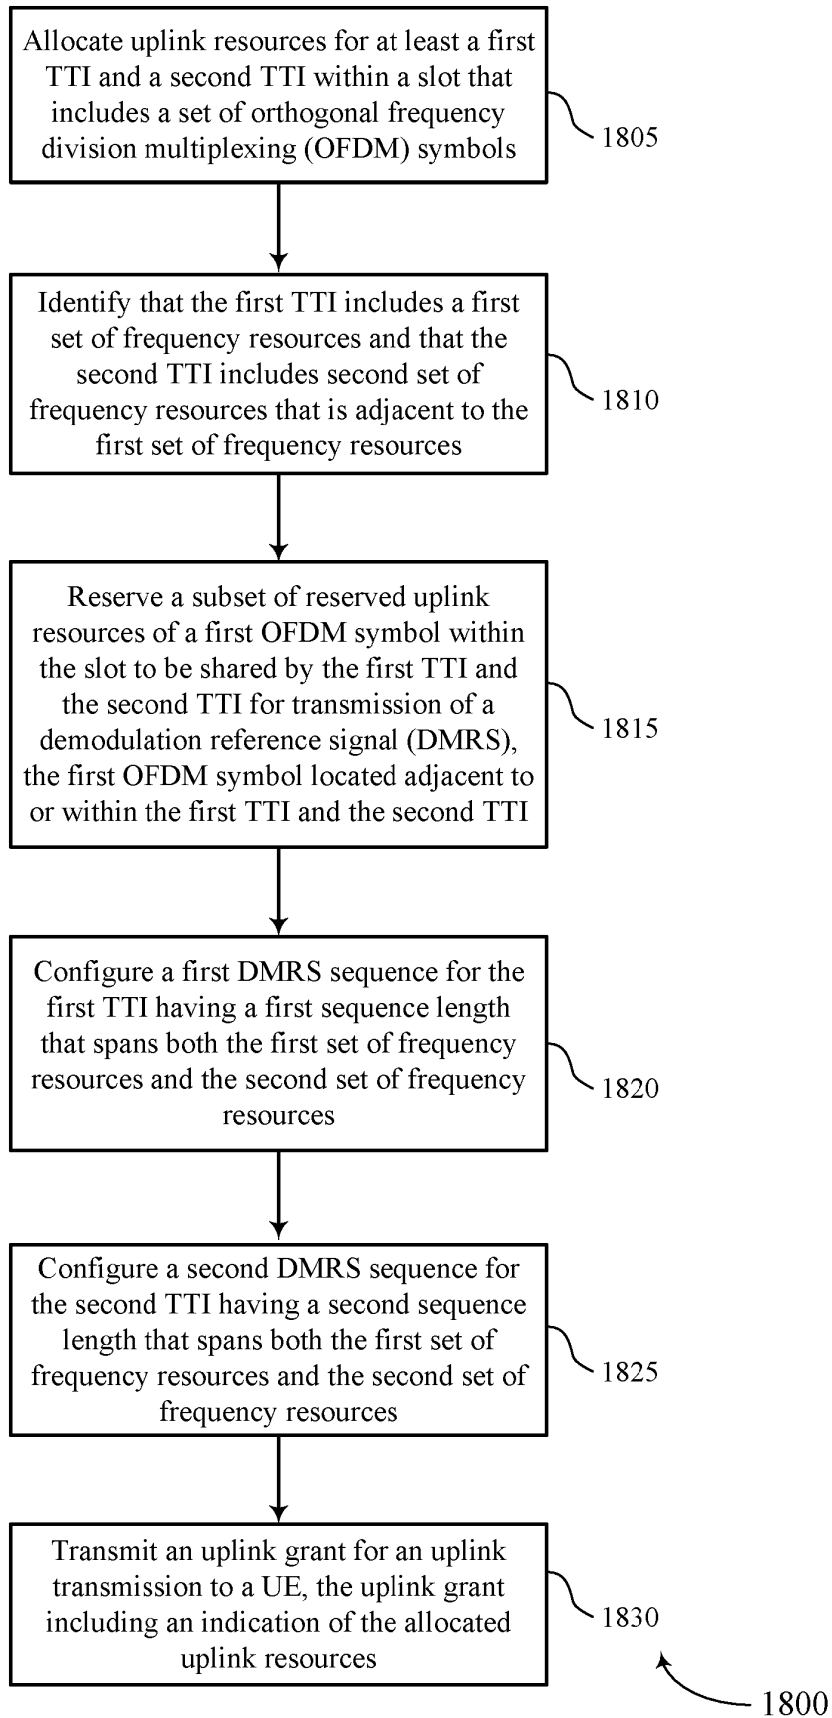 Allocate uplink resources for at least a first
TTI and a second TTI within a slot that
includes a set of orthogonal frequency
division multiplexing (OFDM) symbols
1805
Identify that the first TTI includes a first
set of frequency resources and that the
second TTI includes second set of
frequency resources that is adjacent to the
first set of frequency resources
1810
Reserve a subset of reserved uplink
resources of a first OFDM symbol within
the slot to be shared by the first TTI and
the second TTI for transmission of a
demodulation reference signal (DMRS),
the first OFDM symbol located adjacent to
or within the first TTI and the second TTI
1815
Configure a first DMRS sequence for the
first TTI having a first sequence length
that spans both the first set of frequency
resources and the second set of frequency
resources
1820
Configure a second DMRS sequence for
the second TTI having a second sequence
length that spans both the first set of
frequency resources and the second set of
frequency resources
1825
Transmit an uplink grant for an uplink
transmission to a UE, the uplink grant
including an indication of the allocated
uplink resources
1830
1800